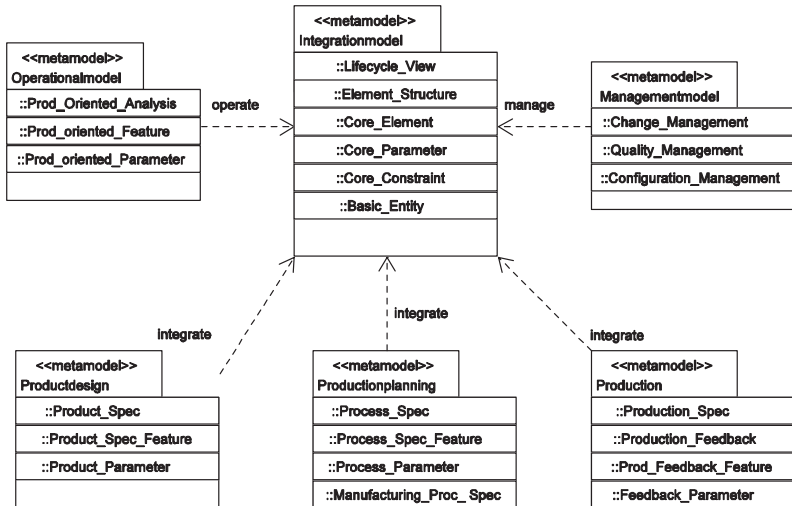 <<metamodel>>
Integrationmodel
::Lifecycle_View
::Element_Structure
::Core_Element
::Core_Parameter
::Core_Constraint
::Basic_Entity
<<metamodel>>
Operationalmodel
::Prod_Oriented_Analysis
::Prod_oriented_Feature
::Prod_oriented_Parameter
operate
manage
<<metamodel>>
Managementmodel
::Change_Management
::Quality_Management
::Configuration_Management
integrate
integrate
integrate
<<metamodel>>
Productdesign
::Product_Spec
::Product_Spec_Feature
::Product_Parameter
<<metamodel>>
Productionplanning
::Process_Spec
::Process_Spec_Feature
::Process_Parameter
::Manufacturing_Proc_ Spec
<<metamodel>>
Production
::Production_Spec
::Production_Feedback
::Prod_Feedback_Feature
::Feedback_Parameter